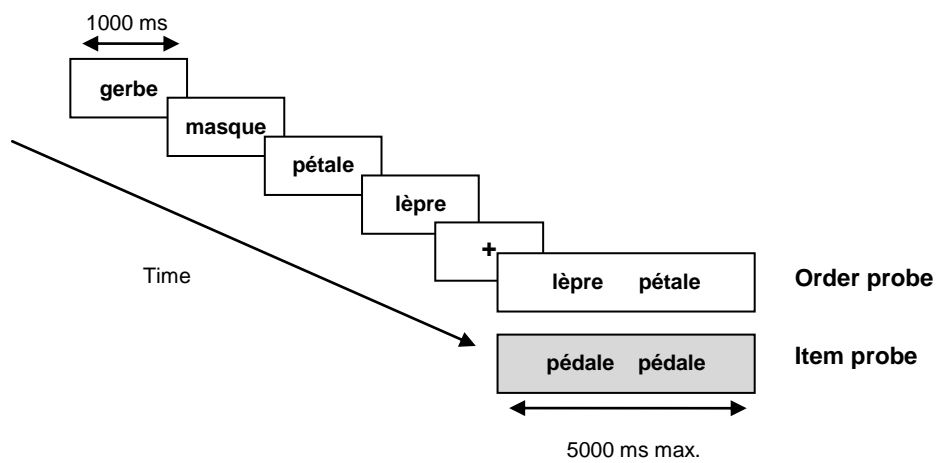 1000 ms
gerbe
masque
pétale
lèpre
+
Time
lèpre pétale
Order probe
pédale pédale
Item probe
5000 ms max.